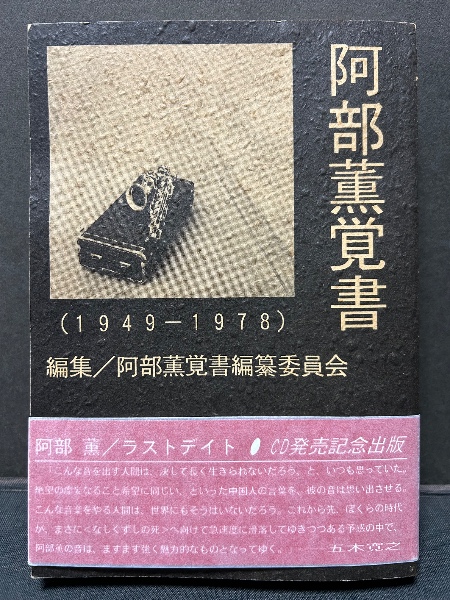 阿部薫覚書
(1949－1978)
編集／阿部薫覚書編纂委員会
阿部 薫／ラストデイト ● CD発売記念出版
「こんな音を出す人間は、決して長く生きられないだろう、と、いつも思っていた。
絶望の虚妄なること希望に同じい、といった中国人の言葉を、彼の音は思い出させる。
こんな音楽をやる人間は、世界にもそうはいないだろう。これから先、ぼくらの時代
が、まさに<なしくずしの死>へ向けて急速度に滑落してゆきつつある予感の中で、
阿部薫の音は、ますます強く魅力的なものとなってゆく。」
五木寛之